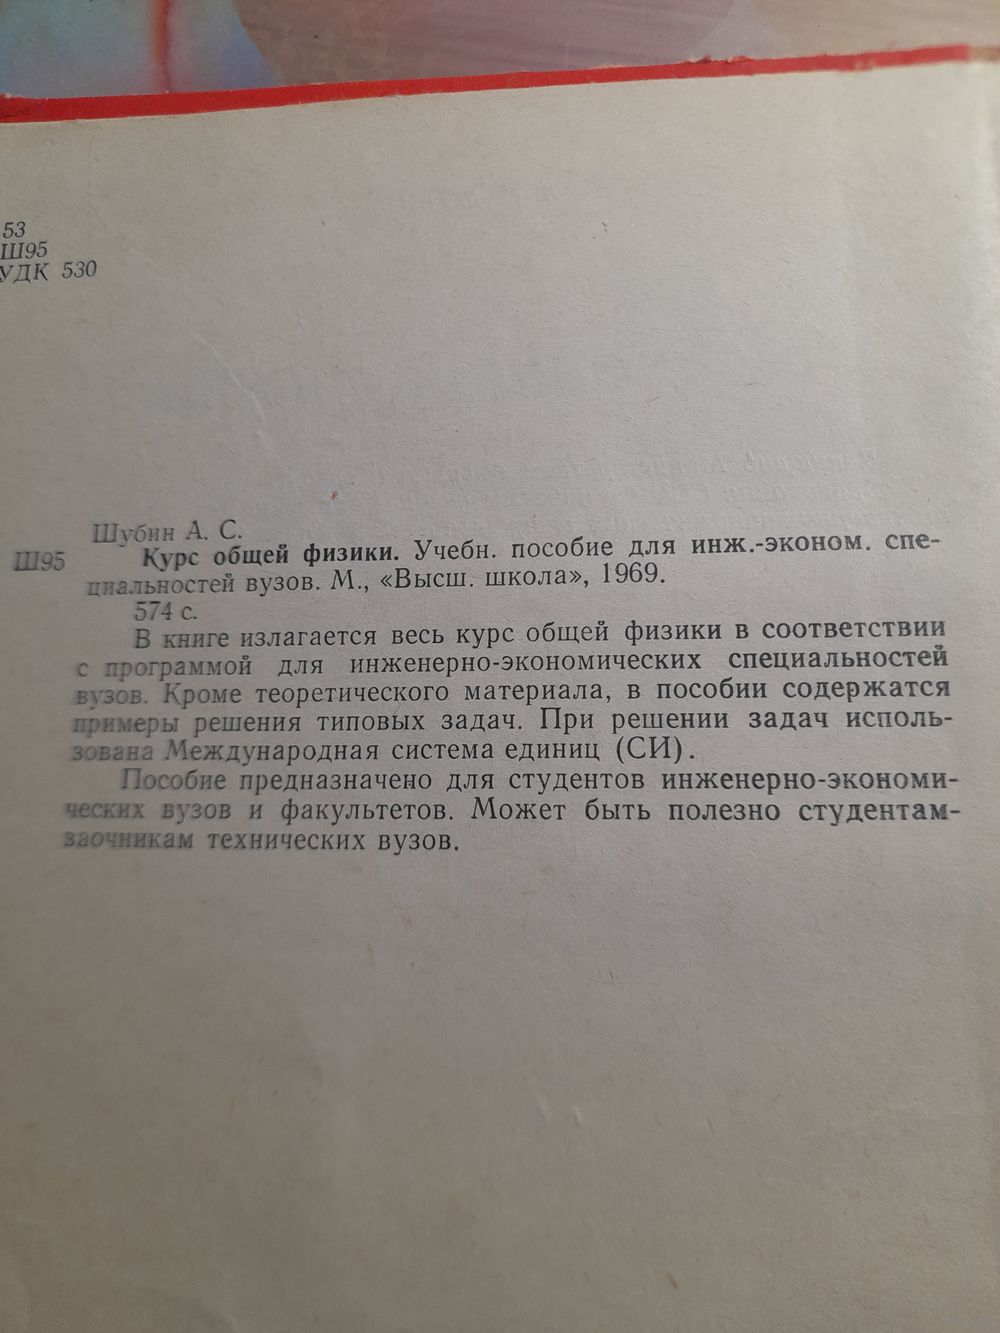 53
Ш95
УДК 530
Шубин А. С.
Ш95 Курс общей физики. Учебн. пособие для инж.-эконом. спе-
циальностей вузов. М., «Высш. школа», 1969.
574 с.
В книге излагается весь курс общей физики в соответствии
с программой для инженерно-экономических специальностей
вузов. Кроме теоретического материала, в пособии содержатся
примеры решения типовых задач. При решении задач исполь-
зована Международная система единиц (СИ).
Пособие предназначено для студентов инженерно-экономи-
ческих вузов и факультетов. Может быть полезно студентам-
заочникам технических вузов.